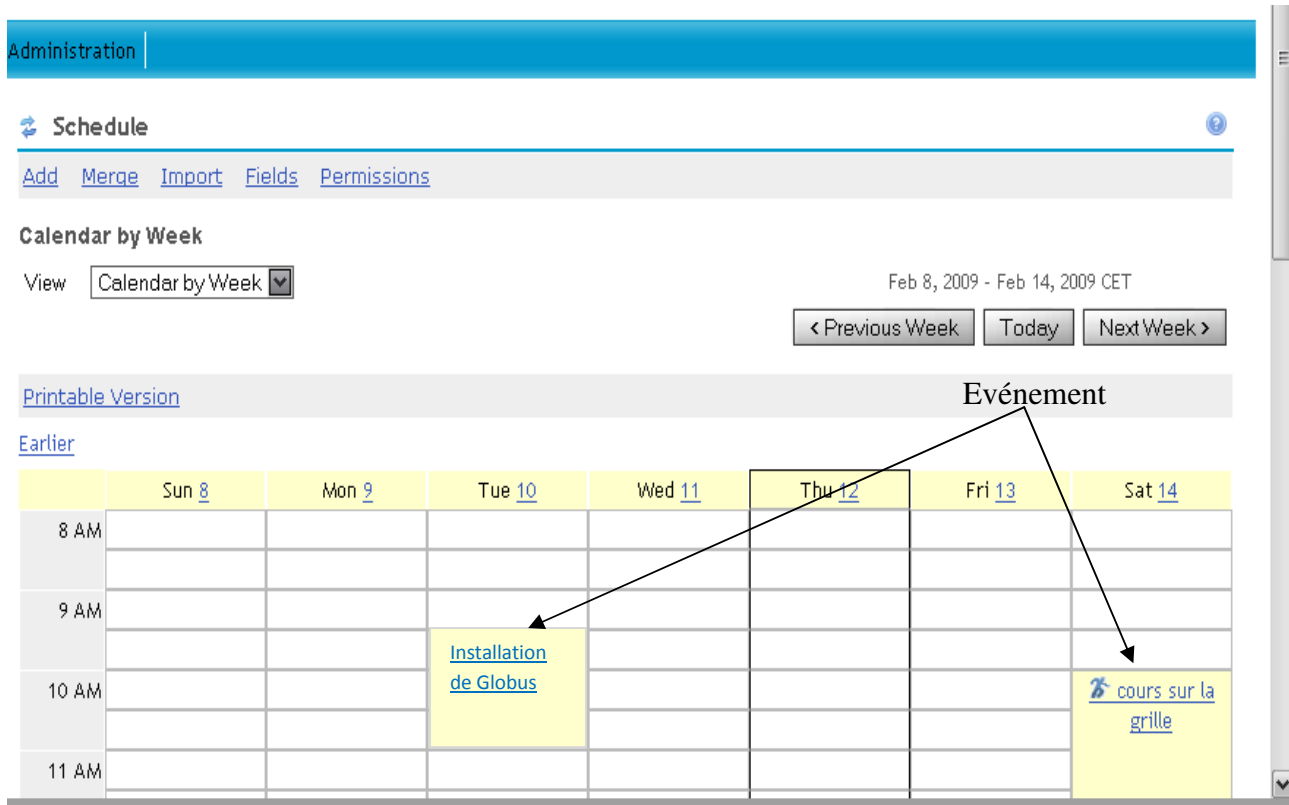 Administration
Schedule
Add Merge Import Fields Permissions
Calendar by Week
View Calendar by Week
Feb 8, 2009 - Feb 14, 2009 CET
‹ Previous Week Today Next Week ›
Printable Version
Evénement
Earlier
Sun 8 Mon 9 Tue 10 Wed 11 Thu 12 Fri 13 Sat 14
8 AM
9 AM
Installation
de Globus
10 AM
cours sur la
grille
11 AM